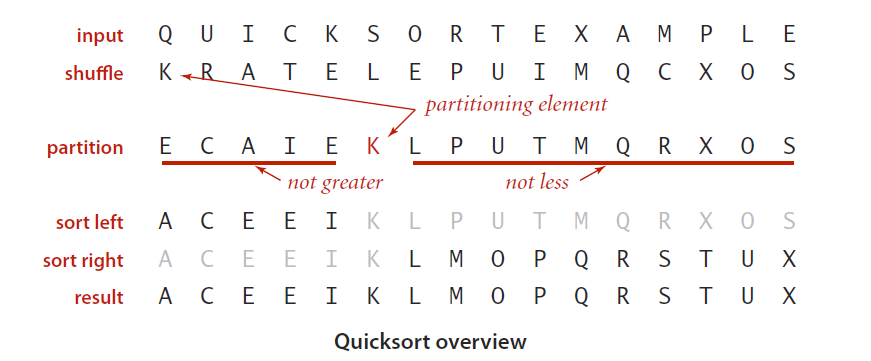 input Q U I C K S O R T E X A M P L E
shuffle K R A T E L E P U I M Q C X O S
partitioning element
partition E C A I E K L P U T M Q R X O S
not greater not less
sort left A C E E I K L P U T M Q R X O S
sort right A C E E I K L M O P Q R S T U X
result A C E E I K L M O P Q R S T U X
Quicksort overview